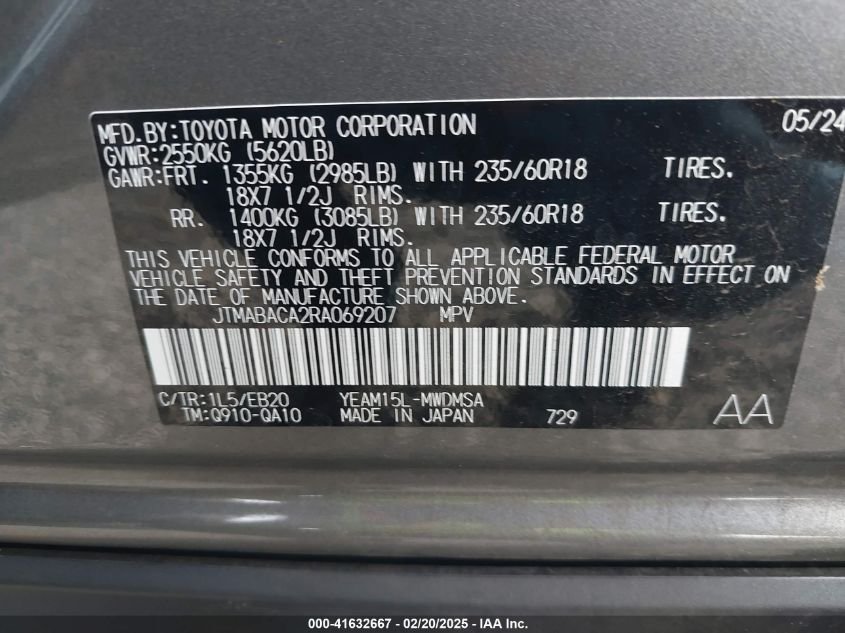 MFD.BY:TOYOTA MOTOR CORPORATION 05/24
GVWR:2550KG (5620LB)
GAWR:FRT. 1355KG (2985LB) WITH 235/60R18 TIRES.
18X7 1/2J RIMS.
RR. 1400KG (3085LB) WITH 235/60R18 TIRES.
18X7 1/2J RIMS.
THIS VEHICLE CONFORMS TO ALL APPLICABLE FEDERAL MOTOR
VEHICLE SAFETY AND THEFT PREVENTION STANDARDS IN EFFECT ON
THE DATE OF MANUFACTURE SHOWN ABOVE.
JTMABACA2RA069207 MPV
C/TR:1L5/EB20 YEAM15L-MWDMSA
TM:Q910-QA10 MADE IN JAPAN 729 AA
000-41632667 - 02/20/2025 - IAA Inc.